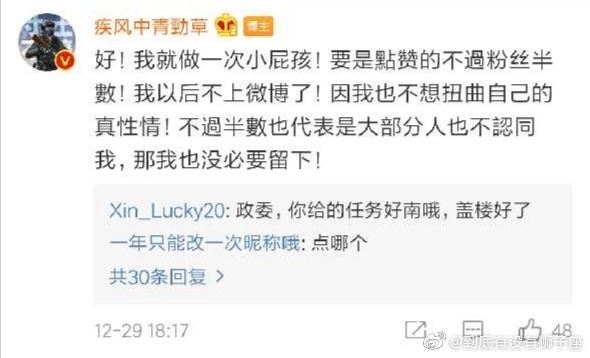 疾风中青勁草 博主
好！我就做一次小屁孩！要是點赞的不過粉丝半
數！我以后不上微博了！因我也不想扭曲自己的
真性情！不過半數也代表是大部分人也不認同
我，那我也没必要留下！
Xin_Lucky20: 政委，你给的任务好南哦，盖楼好了
一年只能改一次昵称哦: 点哪个
共30条回复 >
12-29 18:17 48
@到底有没有狮子座